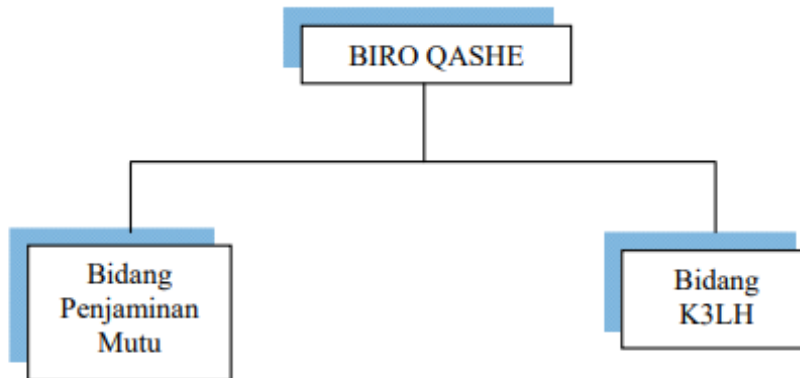 BIRO QASHE
Bidang
Penjaminan
Mutu
Bidang
K3LH